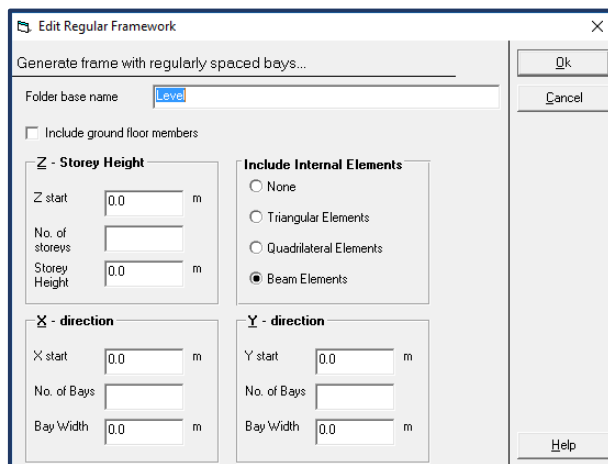 Edit Regular Framework
Generate frame with regularly spaced bays...
Ok
Folder base name Level
Cancel
Include ground floor members
Z - Storey Height
Z start 0.0 m
No. of
storeys
Storey
Height 0.0 m
Include Internal Elements
None
Triangular Elements
Quadrilateral Elements
Beam Elements
X - direction
X start 0.0 m
No. of Bays
Bay Width 0.0 m
Y - direction
Y start 0.0 m
No. of Bays
Bay Width 0.0 m
Help